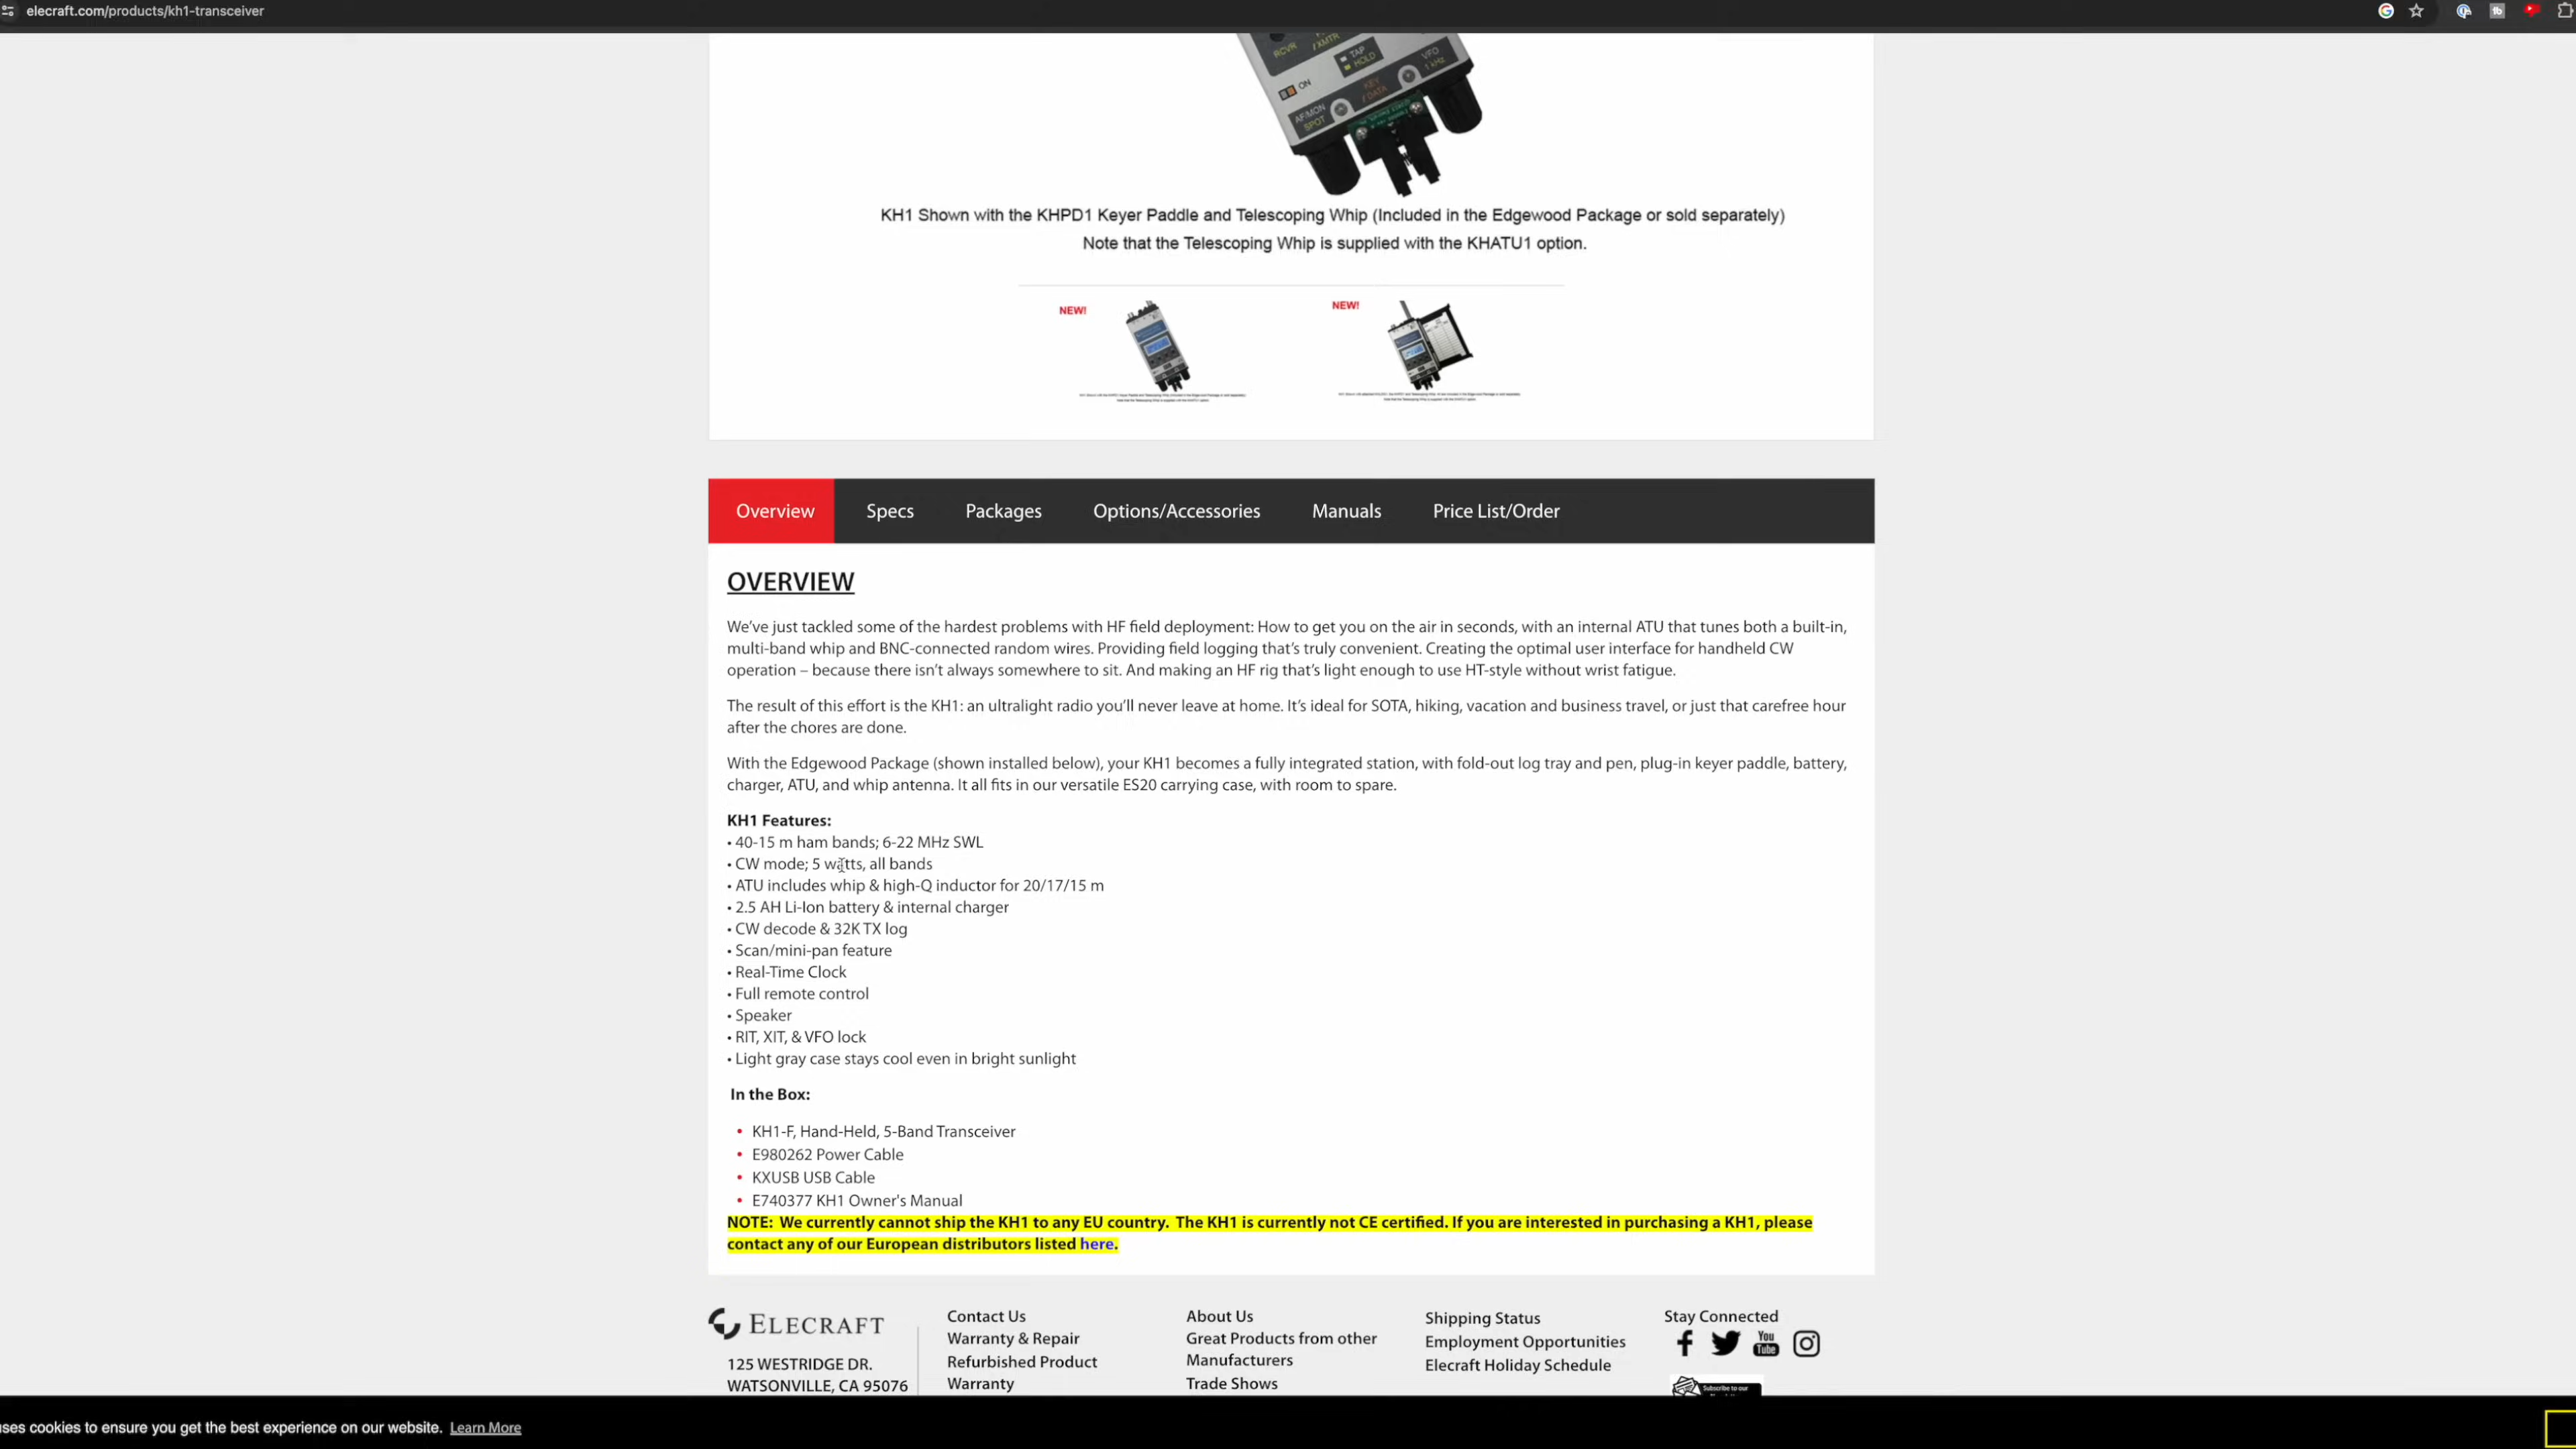 elecraft.com/products/kh1-transceiver
RCVR
/XMTR
TAP
HOLD
VFO
1 kHz
ON
KEY
/DATA
AF/MON
SPOT
KH1 Shown with the KHPD1 Keyer Paddle and Telescoping Whip (Included in the Edgewood Package or sold separately)
Note that the Telescoping Whip is supplied with the KHATU1 option.
NEW!
NEW!
Overview
Specs
Packages
Options/Accessories
Manuals
Price List/Order
OVERVIEW
We've just tackled some of the hardest problems with HF field deployment: How to get you on the air in seconds, with an internal ATU that tunes both a built-in,
multi-band whip and BNC-connected random wires. Providing field logging that's truly convenient. Creating the optimal user interface for handheld CW
operation – because there isn't always somewhere to sit. And making an HF rig that's light enough to use HT-style without wrist fatigue.
The result of this effort is the KH1: an ultralight radio you'll never leave at home. It's ideal for SOTA, hiking, vacation and business travel, or just that carefree hour
after the chores are done.
With the Edgewood Package (shown installed below), your KH1 becomes a fully integrated station, with fold-out log tray and pen, plug-in keyer paddle, battery,
charger, ATU, and whip antenna. It all fits in our versatile ES20 carrying case, with room to spare.
KH1 Features:
• 40-15 m ham bands; 6-22 MHz SWL
• CW mode; 5 watts, all bands
• ATU includes whip & high-Q inductor for 20/17/15 m
• 2.5 AH Li-Ion battery & internal charger
• CW decode & 32K TX log
• Scan/mini-pan feature
• Real-Time Clock
• Full remote control
• Speaker
• RIT, XIT, & VFO lock
• Light gray case stays cool even in bright sunlight
In the Box:
• KH1-F, Hand-Held, 5-Band Transceiver
• E980262 Power Cable
• KXUSB USB Cable
• E740377 KH1 Owner's Manual
NOTE: We currently cannot ship the KH1 to any EU country. The KH1 is currently not CE certified. If you are interested in purchasing a KH1, please
contact any of our European distributors listed here.
ELECRAFT
125 WESTRIDGE DR.
WATSONVILLE, CA 95076
Contact Us
Warranty & Repair
Refurbished Product
Warranty
About Us
Great Products from other
Manufacturers
Trade Shows
Shipping Status
Employment Opportunities
Elecraft Holiday Schedule
Stay Connected
You
Tube
Subscribe to our
uses cookies to ensure you get the best experience on our website. Learn More